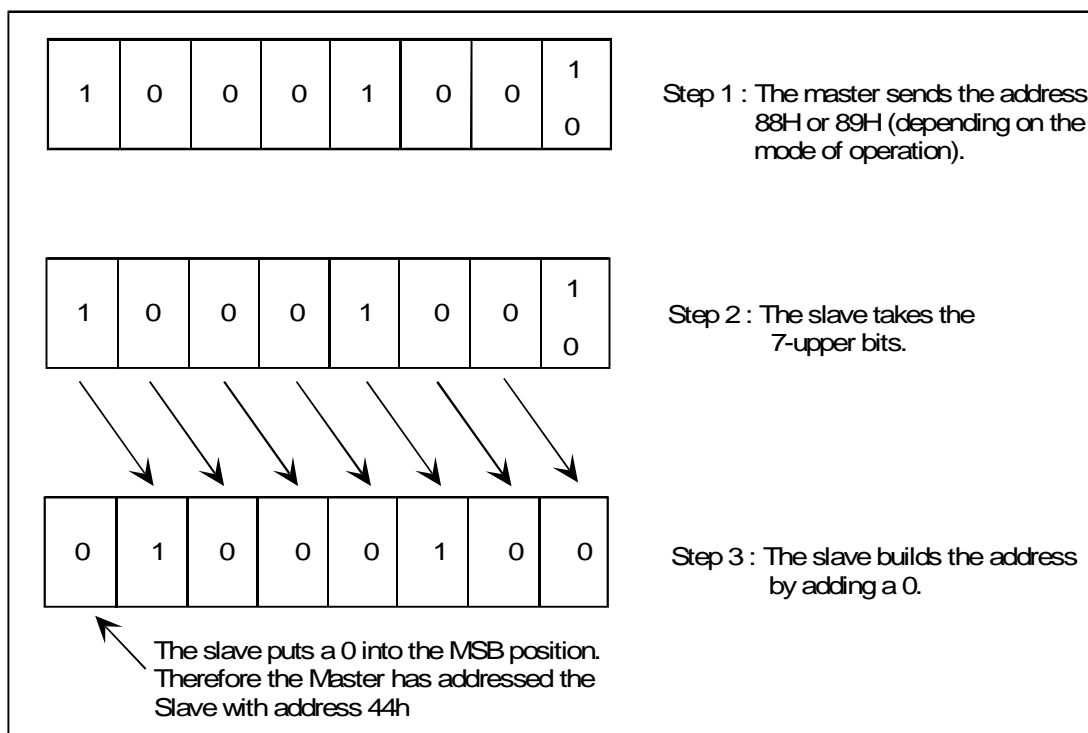 1 0 0 0 1 0 0 1
0
Step 1 : The master sends the address
88H or 89H (depending on the
mode of operation).
1 0 0 0 1 0 0 1
0
Step 2 : The slave takes the
7-upper bits.
0 1 0 0 0 1 0 0
Step 3 : The slave builds the address
by adding a 0.
The slave puts a 0 into the MSB position.
Therefore the Master has addressed the
Slave with address 44h